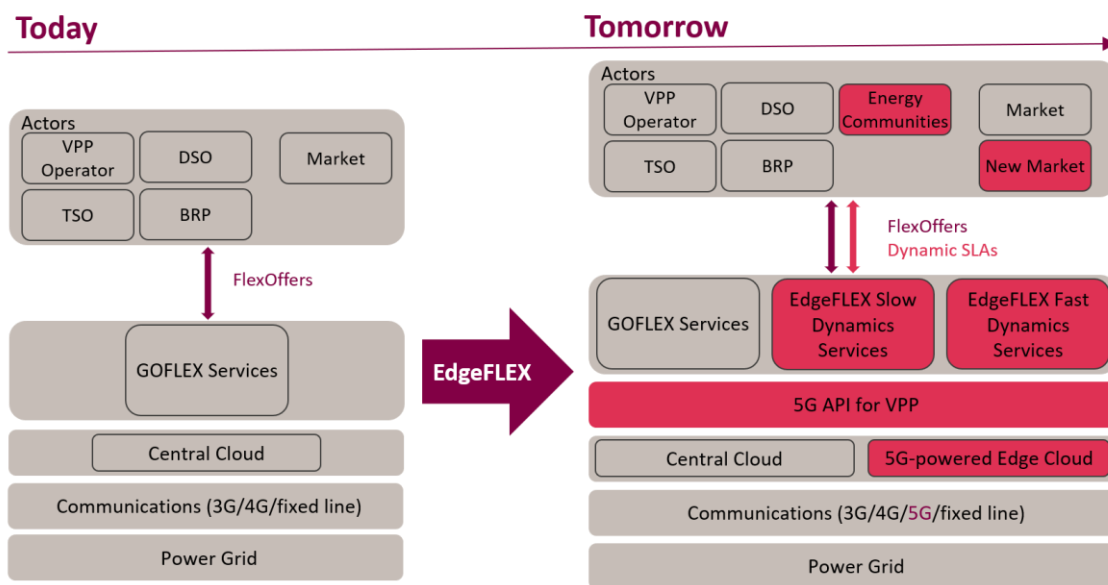 Today
Tomorrow
Actors
VPP
Operator
DSO
Market
TSO
BRP
FlexOffers
GOFLEX Services
Central Cloud
Communications (3G/4G/fixed line)
Power Grid
EdgeFLEX
Actors
VPP
Operator
DSO
Energy
Communities
Market
TSO
BRP
New Market
FlexOffers
Dynamic SLAs
GOFLEX Services
EdgeFLEX Slow
Dynamics
Services
EdgeFLEX Fast
Dynamics
Services
5G API for VPP
Central Cloud
5G-powered Edge Cloud
Communications (3G/4G/5G/fixed line)
Power Grid